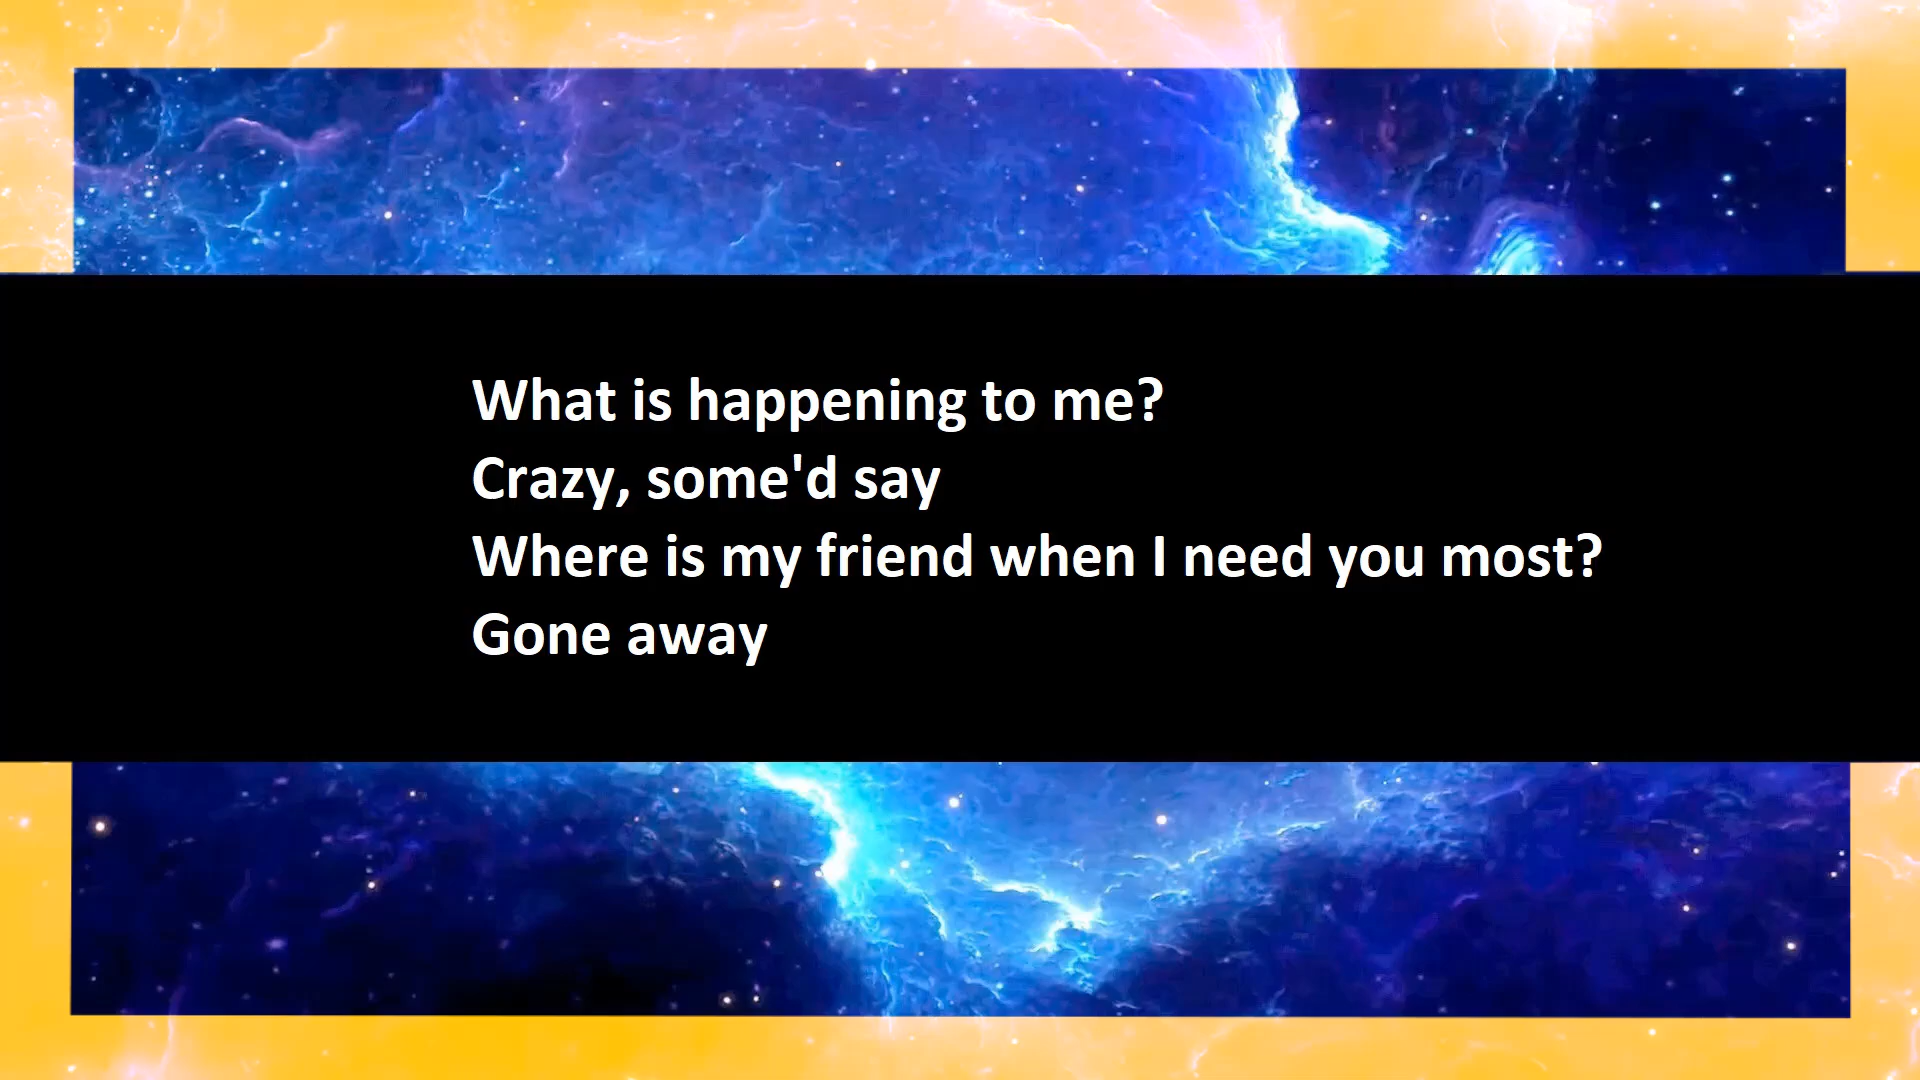 What is happening to me?
Crazy, some'd say
Where is my friend when I need you most?
Gone away